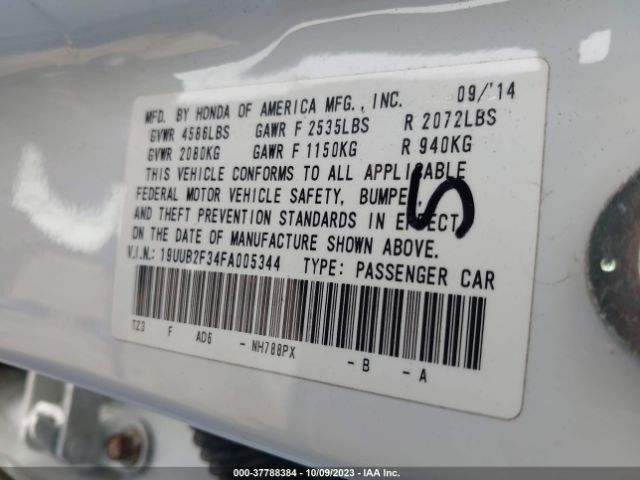 MFD. BY HONDA OF AMERICA MFG., INC. 09/'14
GVWR 4586LBS GAWR F 2535LBS R 2072LBS
GVWR 2080KG GAWR F 1150KG R 940KG
THIS VEHICLE CONFORMS TO ALL APPLICABLE
FEDERAL MOTOR VEHICLE SAFETY, BUMPER,
AND THEFT PREVENTION STANDARDS IN EFFECT
ON THE DATE OF MANUFACTURE SHOWN ABOVE.
V.I.N.: 19UUB2F34FA005344 TYPE: PASSENGER CAR
TZ3 F AD6 - NH788PX - B - A
5
000-37788384 | 10/09/2023 | IAA Inc.